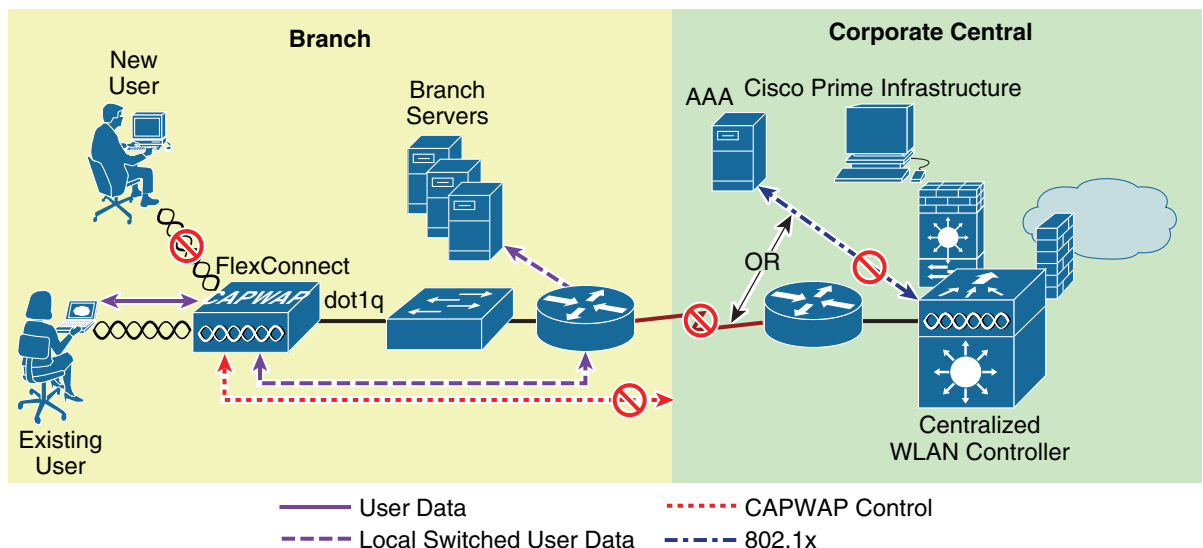 Branch
Corporate Central
New
User
Branch
Servers
AAA
Cisco Prime Infrastructure
OR
FlexConnect
CAPWAP
dot1q
Existing
User
Centralized
WLAN Controller
User Data
CAPWAP Control
Local Switched User Data
802.1x